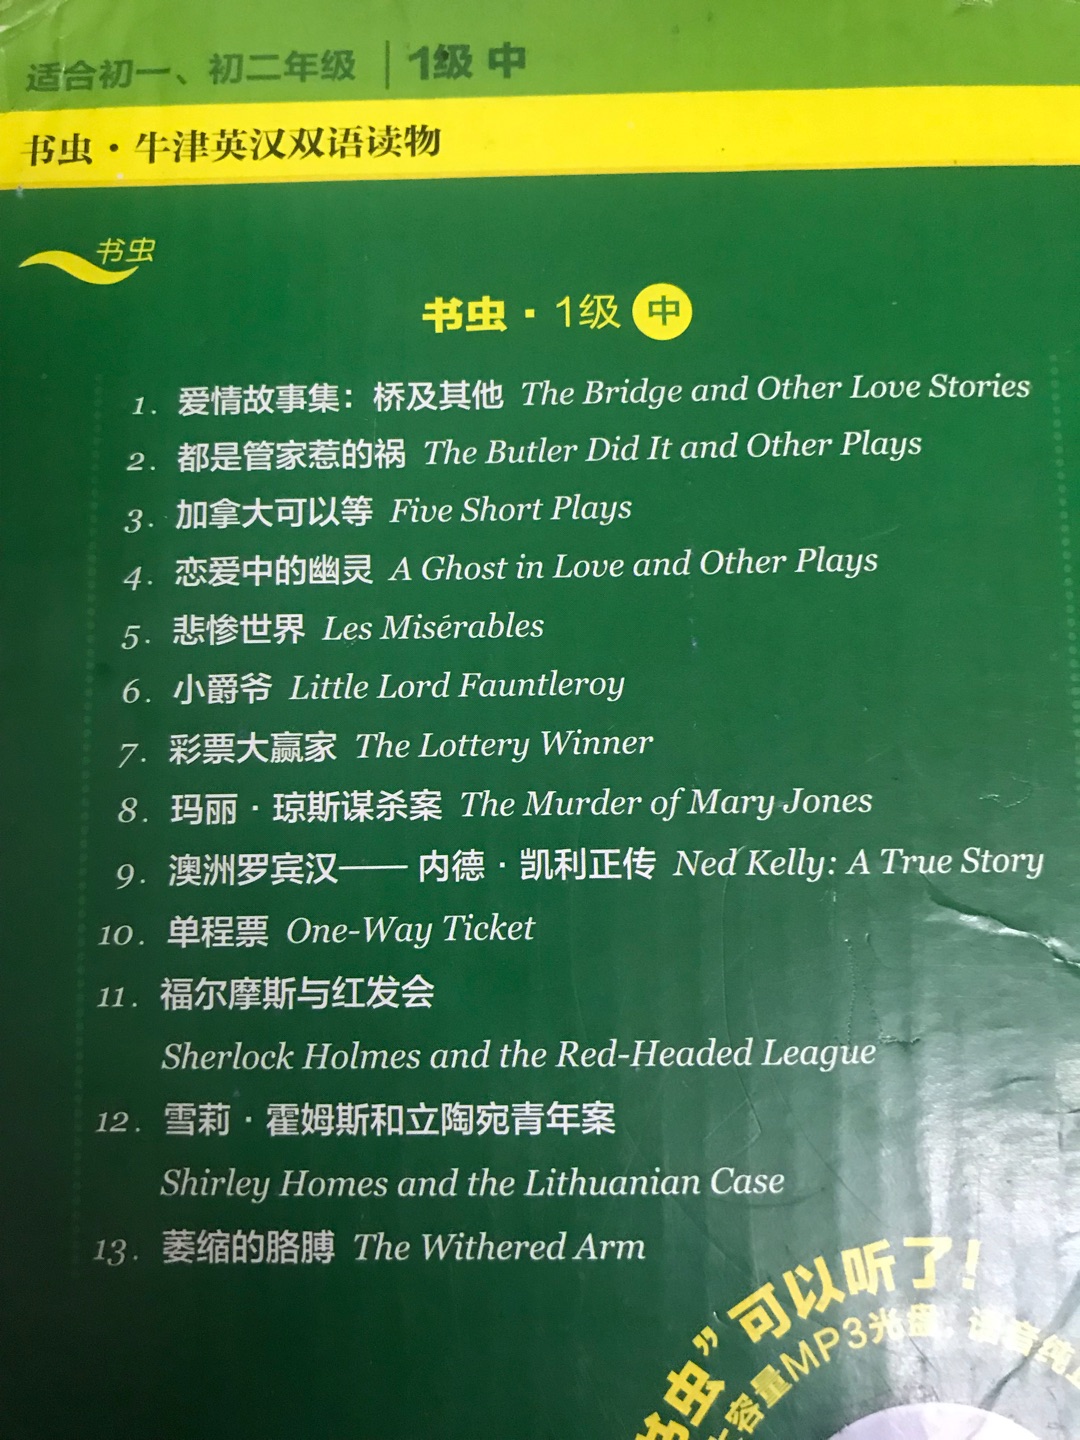 适合初一、初二年级 | 1级 中
书虫·牛津英汉双语读物
书虫
书虫·1级 中
1. 爱情故事集：桥及其他 The Bridge and Other Love Stories
2. 都是管家惹的祸 The Butler Did It and Other Plays
3. 加拿大可以等 Five Short Plays
4. 恋爱中的幽灵 A Ghost in Love and Other Plays
5. 悲惨世界 Les Misérables
6. 小爵爷 Little Lord Fauntleroy
7. 彩票大赢家 The Lottery Winner
8. 玛丽·琼斯谋杀案 The Murder of Mary Jones
9. 澳洲罗宾汉——内德·凯利正传 Ned Kelly: A True Story
10. 单程票 One-Way Ticket
11. 福尔摩斯与红发会
Sherlock Holmes and the Red-Headed League
12. 雪莉·霍姆斯和立陶宛青年案
Shirley Homes and the Lithuanian Case
13. 萎缩的胳膊 The Withered Arm
书虫”可以听了！
容量MP3光盘，语音纯